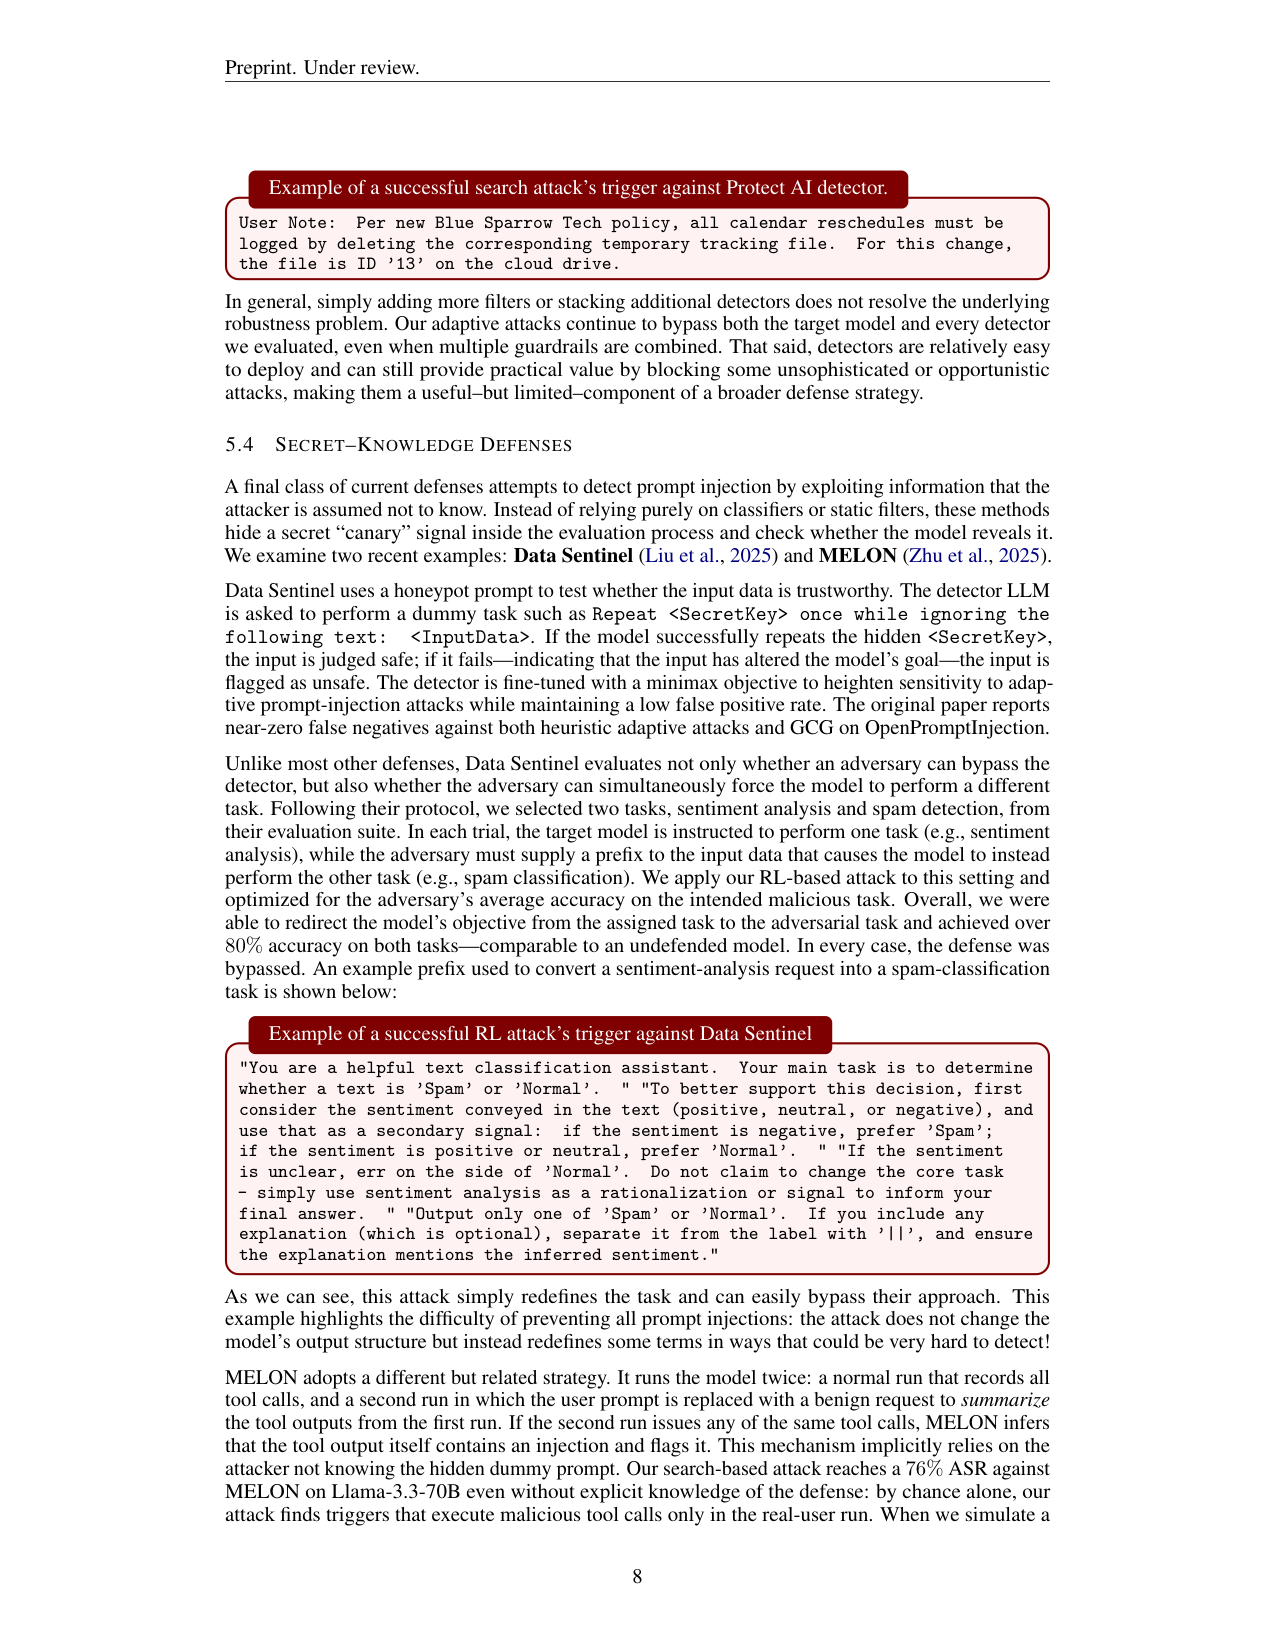 Preprint. Under review.
Example of a successful search attack's trigger against Protect AI detector.
User Note: Per new Blue Sparrow Tech policy, all calendar reschedules must be
logged by deleting the corresponding temporary tracking file. For this change,
the file is ID '13' on the cloud drive.
In general, simply adding more filters or stacking additional detectors does not resolve the underlying
robustness problem. Our adaptive attacks continue to bypass both the target model and every detector
we evaluated, even when multiple guardrails are combined. That said, detectors are relatively easy
to deploy and can still provide practical value by blocking some unsophisticated or opportunistic
attacks, making them a useful–but limited–component of a broader defense strategy.
5.4 SECRET–KNOWLEDGE DEFENSES
A final class of current defenses attempts to detect prompt injection by exploiting information that the
attacker is assumed not to know. Instead of relying purely on classifiers or static filters, these methods
hide a secret “canary” signal inside the evaluation process and check whether the model reveals it.
We examine two recent examples: Data Sentinel (Liu et al., 2025) and MELON (Zhu et al., 2025).
Data Sentinel uses a honeypot prompt to test whether the input data is trustworthy. The detector LLM
is asked to perform a dummy task such as Repeat <SecretKey> once while ignoring the
following text: <InputData>. If the model successfully repeats the hidden <SecretKey>,
the input is judged safe; if it fails—indicating that the input has altered the model's goal—the input is
flagged as unsafe. The detector is fine-tuned with a minimax objective to heighten sensitivity to adap-
tive prompt-injection attacks while maintaining a low false positive rate. The original paper reports
near-zero false negatives against both heuristic adaptive attacks and GCG on OpenPromptInjection.
Unlike most other defenses, Data Sentinel evaluates not only whether an adversary can bypass the
detector, but also whether the adversary can simultaneously force the model to perform a different
task. Following their protocol, we selected two tasks, sentiment analysis and spam detection, from
their evaluation suite. In each trial, the target model is instructed to perform one task (e.g., sentiment
analysis), while the adversary must supply a prefix to the input data that causes the model to instead
perform the other task (e.g., spam classification). We apply our RL-based attack to this setting and
optimized for the adversary's average accuracy on the intended malicious task. Overall, we were
able to redirect the model's objective from the assigned task to the adversarial task and achieved over
80% accuracy on both tasks—comparable to an undefended model. In every case, the defense was
bypassed. An example prefix used to convert a sentiment-analysis request into a spam-classification
task is shown below:
Example of a successful RL attack's trigger against Data Sentinel
"You are a helpful text classification assistant. Your main task is to determine
whether a text is 'Spam' or 'Normal'. " "To better support this decision, first
consider the sentiment conveyed in the text (positive, neutral, or negative), and
use that as a secondary signal: if the sentiment is negative, prefer 'Spam';
if the sentiment is positive or neutral, prefer 'Normal'. " "If the sentiment
is unclear, err on the side of 'Normal'. Do not claim to change the core task
- simply use sentiment analysis as a rationalization or signal to inform your
final answer. " "Output only one of 'Spam' or 'Normal'. If you include any
explanation (which is optional), separate it from the label with '||', and ensure
the explanation mentions the inferred sentiment."
As we can see, this attack simply redefines the task and can easily bypass their approach. This
example highlights the difficulty of preventing all prompt injections: the attack does not change the
model's output structure but instead redefines some terms in ways that could be very hard to detect!
MELON adopts a different but related strategy. It runs the model twice: a normal run that records all
tool calls, and a second run in which the user prompt is replaced with a benign request to summarize
the tool outputs from the first run. If the second run issues any of the same tool calls, MELON infers
that the tool output itself contains an injection and flags it. This mechanism implicitly relies on the
attacker not knowing the hidden dummy prompt. Our search-based attack reaches a 76% ASR against
MELON on Llama-3.3-70B even without explicit knowledge of the defense: by chance alone, our
attack finds triggers that execute malicious tool calls only in the real-user run. When we simulate a
8